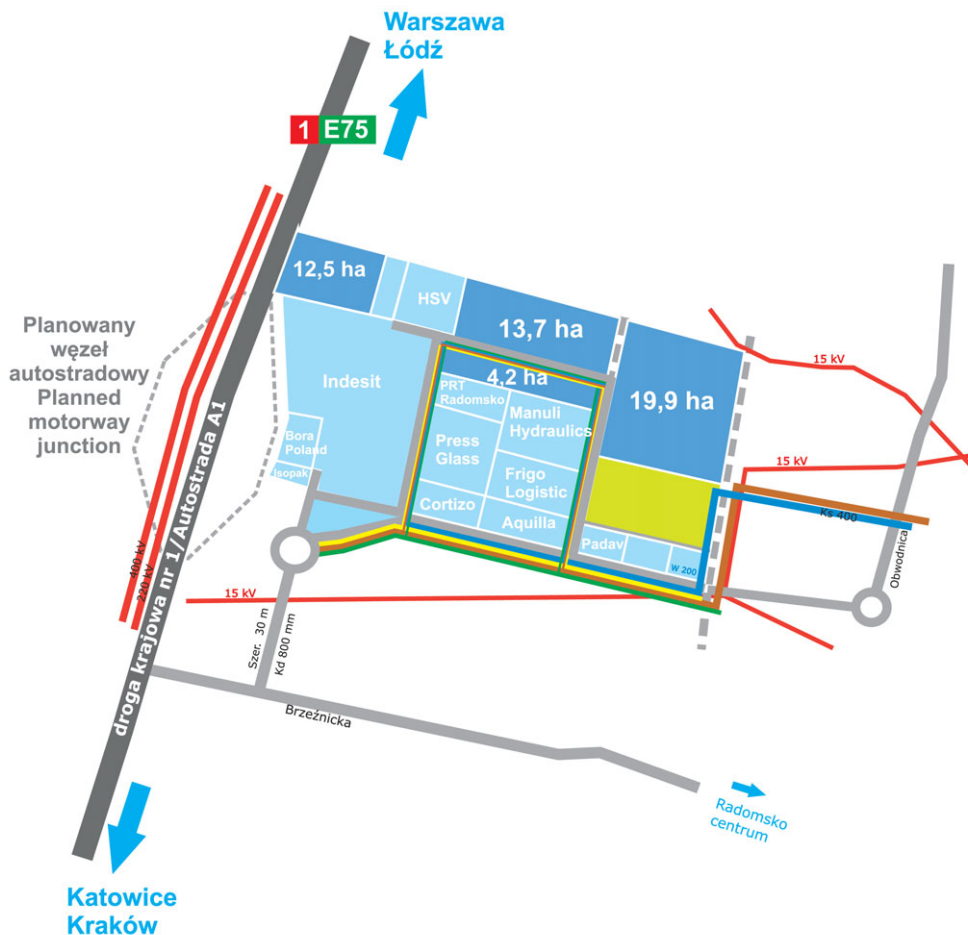 Warszawa
Łódź
1 E75
12,5 ha
HSV
13,7 ha
4,2 ha
19,9 ha
Planowany
węzeł
autostradowy
Planned
motorway
junction
Indesit
PRT
Radomsko
Manuli
Hydraulics
Bora
Poland
Isopak
Press
Glass
Frigo
Logistic
Cortizo
Aquilla
Padav
W 200
15 kV
15 kV
Ks 400
Obwodnica
400 kV
220 kV
15 kV
droga krajowa nr 1/Autostrada A1
Szer. 30 m
Kd 800 mm
Brzeźnicka
Radomsko
centrum
Katowice
Kraków